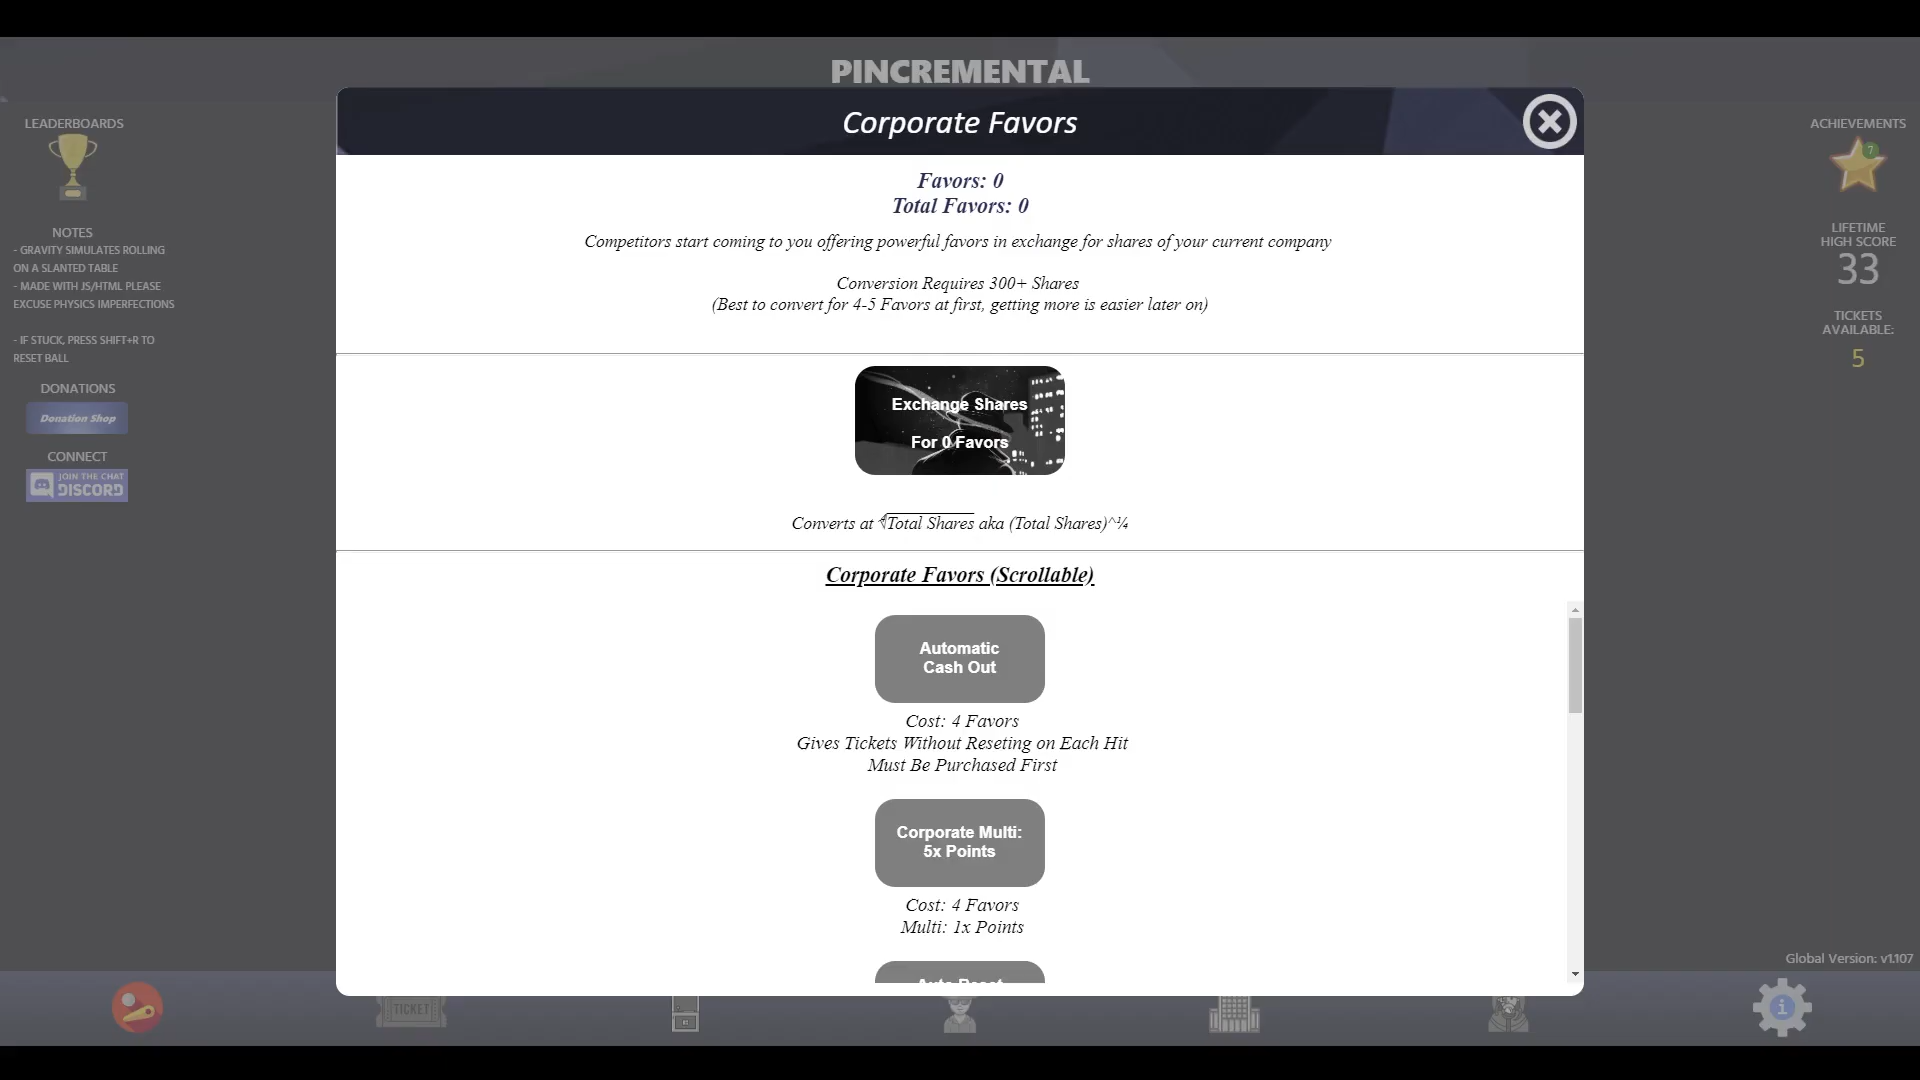 PINCREMENTAL
Corporate Favors
LEADERBOARDS
NOTES
- GRAVITY SIMULATES ROLLING
ON A SLANTED TABLE
- MADE WITH JS/HTML PLEASE
EXCUSE PHYSICS IMPERFECTIONS
- IF STUCK, PRESS SHIFT+R TO
RESET BALL
DONATIONS
Donation Shop
CONNECT
JOIN THE CHAT
DISCORD
Favors: 0
Total Favors: 0
Competitors start coming to you offering powerful favors in exchange for shares of your current company
Conversion Requires 300+ Shares
(Best to convert for 4-5 Favors at first, getting more is easier later on)
Exchange Shares
For 0 Favors
Converts at ∜Total Shares aka (Total Shares)^¼
Corporate Favors (Scrollable)
Automatic
Cash Out
Cost: 4 Favors
Gives Tickets Without Reseting on Each Hit
Must Be Purchased First
Corporate Multi:
5x Points
Cost: 4 Favors
Multi: 1x Points
Auto Reset
ACHIEVEMENTS
7
LIFETIME
HIGH SCORE
33
TICKETS
AVAILABLE:
5
Global Version: v1.107
TICKET